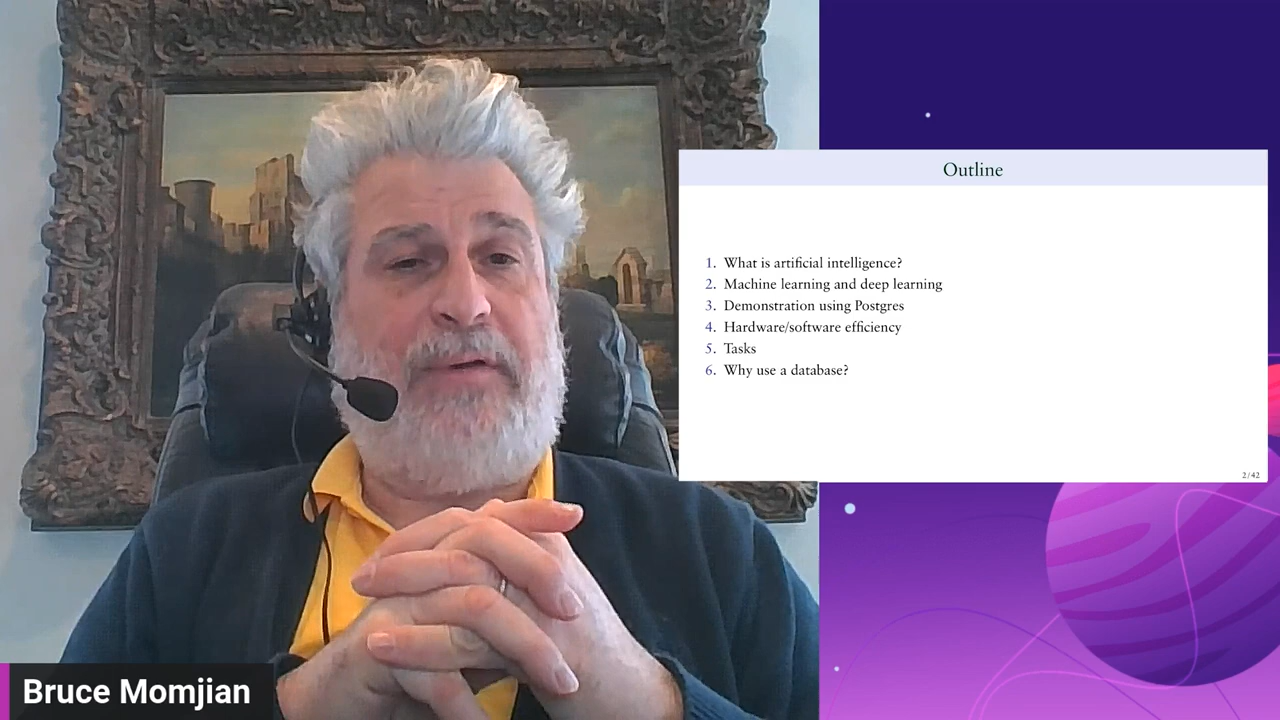 Outline
1. What is artificial intelligence?
2. Machine learning and deep learning
3. Demonstration using Postgres
4. Hardware/software efficiency
5. Tasks
6. Why use a database?
2/42
Bruce Momjian